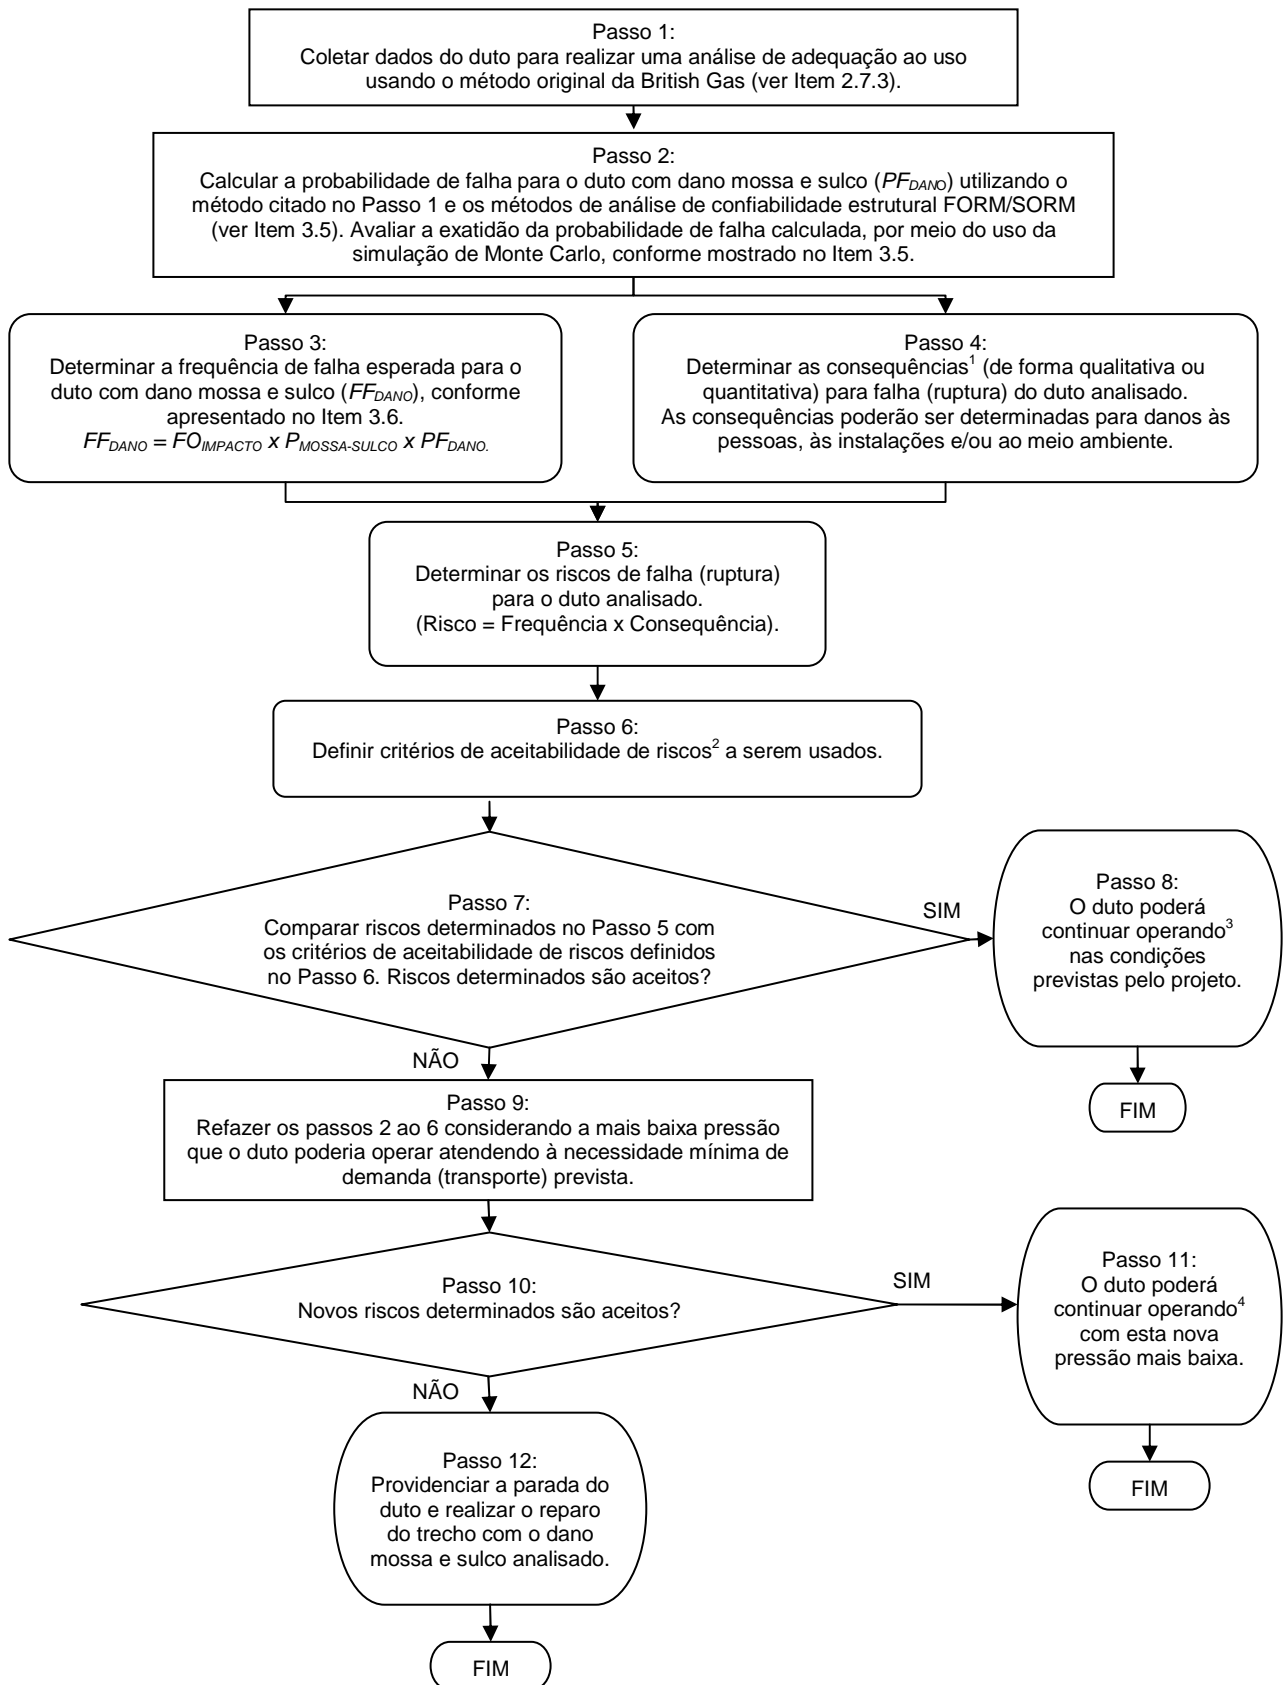 Passo 1:
Coletar dados do duto para realizar uma análise de adequação ao uso
usando o método original da British Gas (ver Item 2.7.3).
Passo 2:
Calcular a probabilidade de falha para o duto com dano mossa e sulco (PF_DANO) utilizando o
método citado no Passo 1 e os métodos de análise de confiabilidade estrutural FORM/SORM
(ver Item 3.5). Avaliar a exatidão da probabilidade de falha calculada, por meio do uso da
simulação de Monte Carlo, conforme mostrado no Item 3.5.
Passo 3:
Determinar a frequência de falha esperada para o
duto com dano mossa e sulco (FF_DANO), conforme
apresentado no Item 3.6.
FF_DANO = FO_IMPACTO x P_MOSSA-SULCO x PF_DANO.
Passo 4:
Determinar as consequências¹ (de forma qualitativa ou
quantitativa) para falha (ruptura) do duto analisado.
As consequências poderão ser determinadas para danos às
pessoas, às instalações e/ou ao meio ambiente.
Passo 5:
Determinar os riscos de falha (ruptura)
para o duto analisado.
(Risco = Frequência x Consequência).
Passo 6:
Definir critérios de aceitabilidade de riscos² a serem usados.
Passo 7:
Comparar riscos determinados no Passo 5 com
os critérios de aceitabilidade de riscos definidos
no Passo 6. Riscos determinados são aceitos?
SIM
Passo 8:
O duto poderá
continuar operando³
nas condições
previstas pelo projeto.
FIM
NÃO
Passo 9:
Refazer os passos 2 ao 6 considerando a mais baixa pressão
que o duto poderia operar atendendo à necessidade mínima de
demanda (transporte) prevista.
Passo 10:
Novos riscos determinados são aceitos?
SIM
Passo 11:
O duto poderá
continuar operando⁴
com esta nova
pressão mais baixa.
FIM
NÃO
Passo 12:
Providenciar a parada do
duto e realizar o reparo
do trecho com o dano
mossa e sulco analisado.
FIM